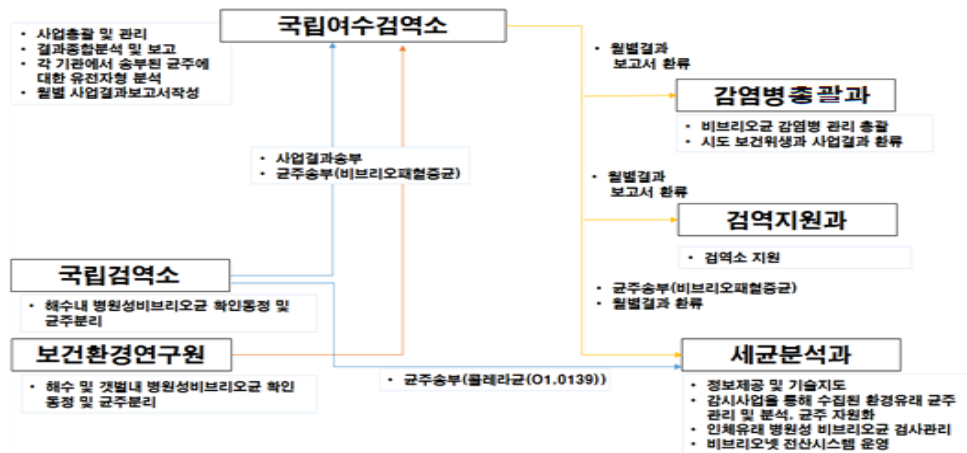 국립여수검역소
• 사업총괄 및 관리
• 결과종합분석 및 보고
• 각 기관에서 송부된 균주에
대한 유전자형 분석
• 월별 사업결과보고서작성
• 월별결과
보고서 환류
감염병총괄과
• 비브리오균 감염병 관리 총괄
• 시도 보건위생과 사업결과 환류
• 사업결과송부
• 균주송부(비브리오패혈증균)
• 월별결과
보고서 환류
검역지원과
• 검역소 지원
국립검역소
• 해수내 병원성비브리오균 확인동정 및
균주분리
• 균주송부(비브리오패혈증균)
• 월별결과 환류
보건환경연구원
• 해수 및 갯벌내 병원성비브리오균 확인
동정 및 균주분리
• 균주송부(콜레라균(O1.0139))
세균분석과
• 정보제공 및 기술지도
• 감시사업을 통해 수집된 환경유래 균주
관리 및 분석. 균주 자원화
• 인체유래 병원성 비브리오균 검사관리
• 비브리오넷 전산시스템 운영